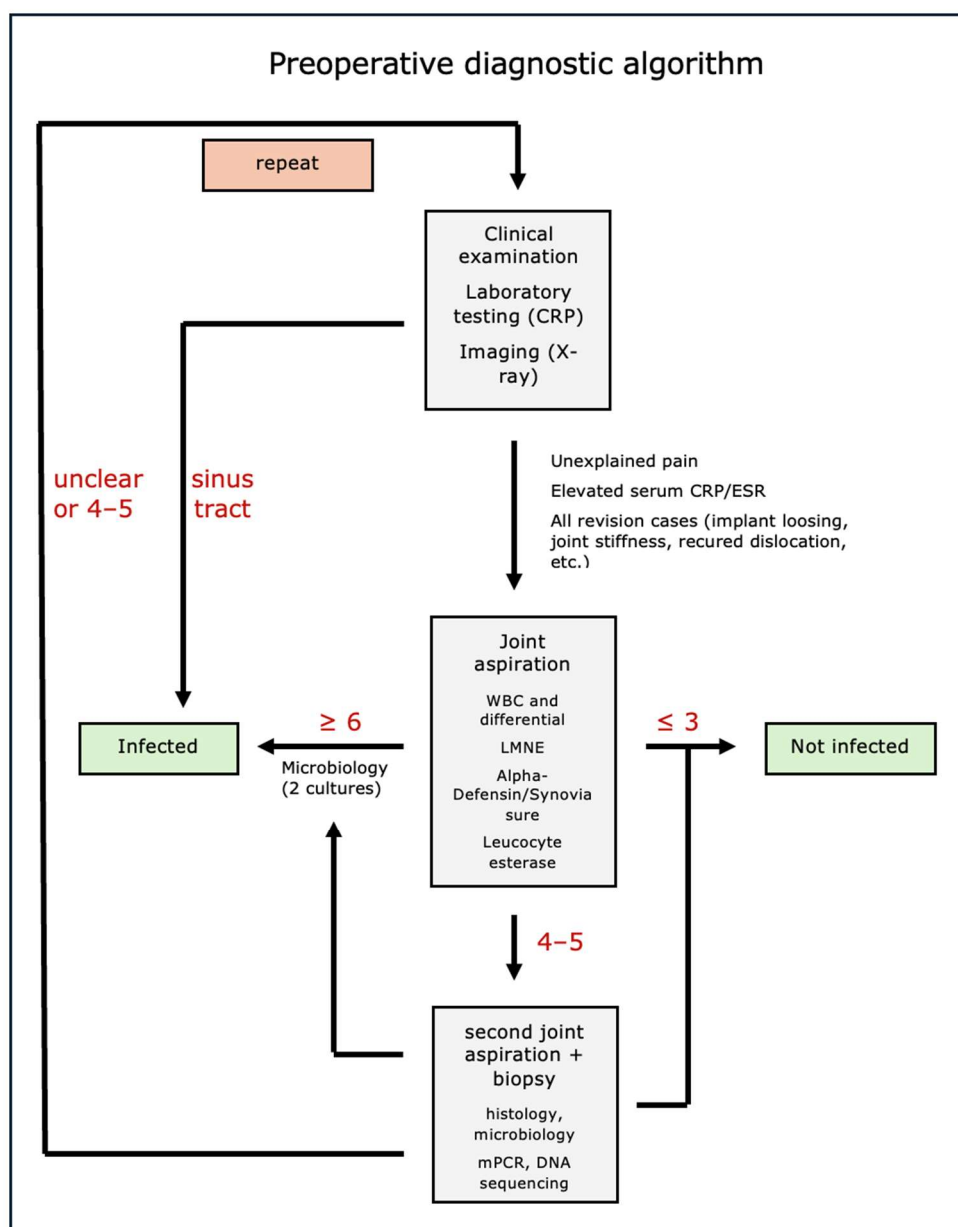 Preoperative diagnostic algorithm
repeat
Clinical
examination
Laboratory
testing (CRP)
Imaging (X-
ray)
unclear
or 4–5
sinus
tract
Unexplained pain
Elevated serum CRP/ESR
All revision cases (implant loosing,
joint stiffness, recured dislocation,
etc.)
Joint
aspiration
WBC and
differential
LMNE
Alpha-
Defensin/Synovia
sure
Leucocyte
esterase
Infected
≥ 6
Microbiology
(2 cultures)
≤ 3
Not infected
4–5
second joint
aspiration +
biopsy
histology,
microbiology
mPCR, DNA
sequencing